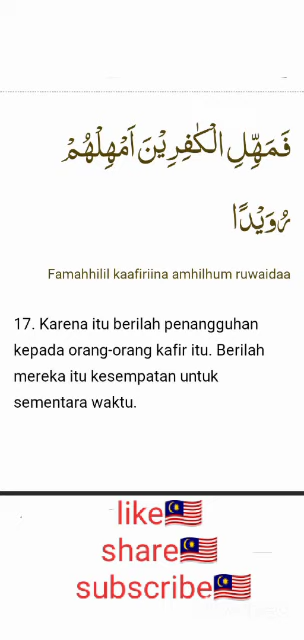 فَمَهِّلِ الْكٰفِرِيْنَ اَمْهِلْهُمْ
رُوَيْدًا
Famahhilil kaafiriina amhilhum ruwaidaa
17. Karena itu berilah penangguhan
kepada orang-orang kafir itu. Berilah
mereka itu kesempatan untuk
sementara waktu.
like🇲🇾
share🇲🇾
subscribe🇲🇾